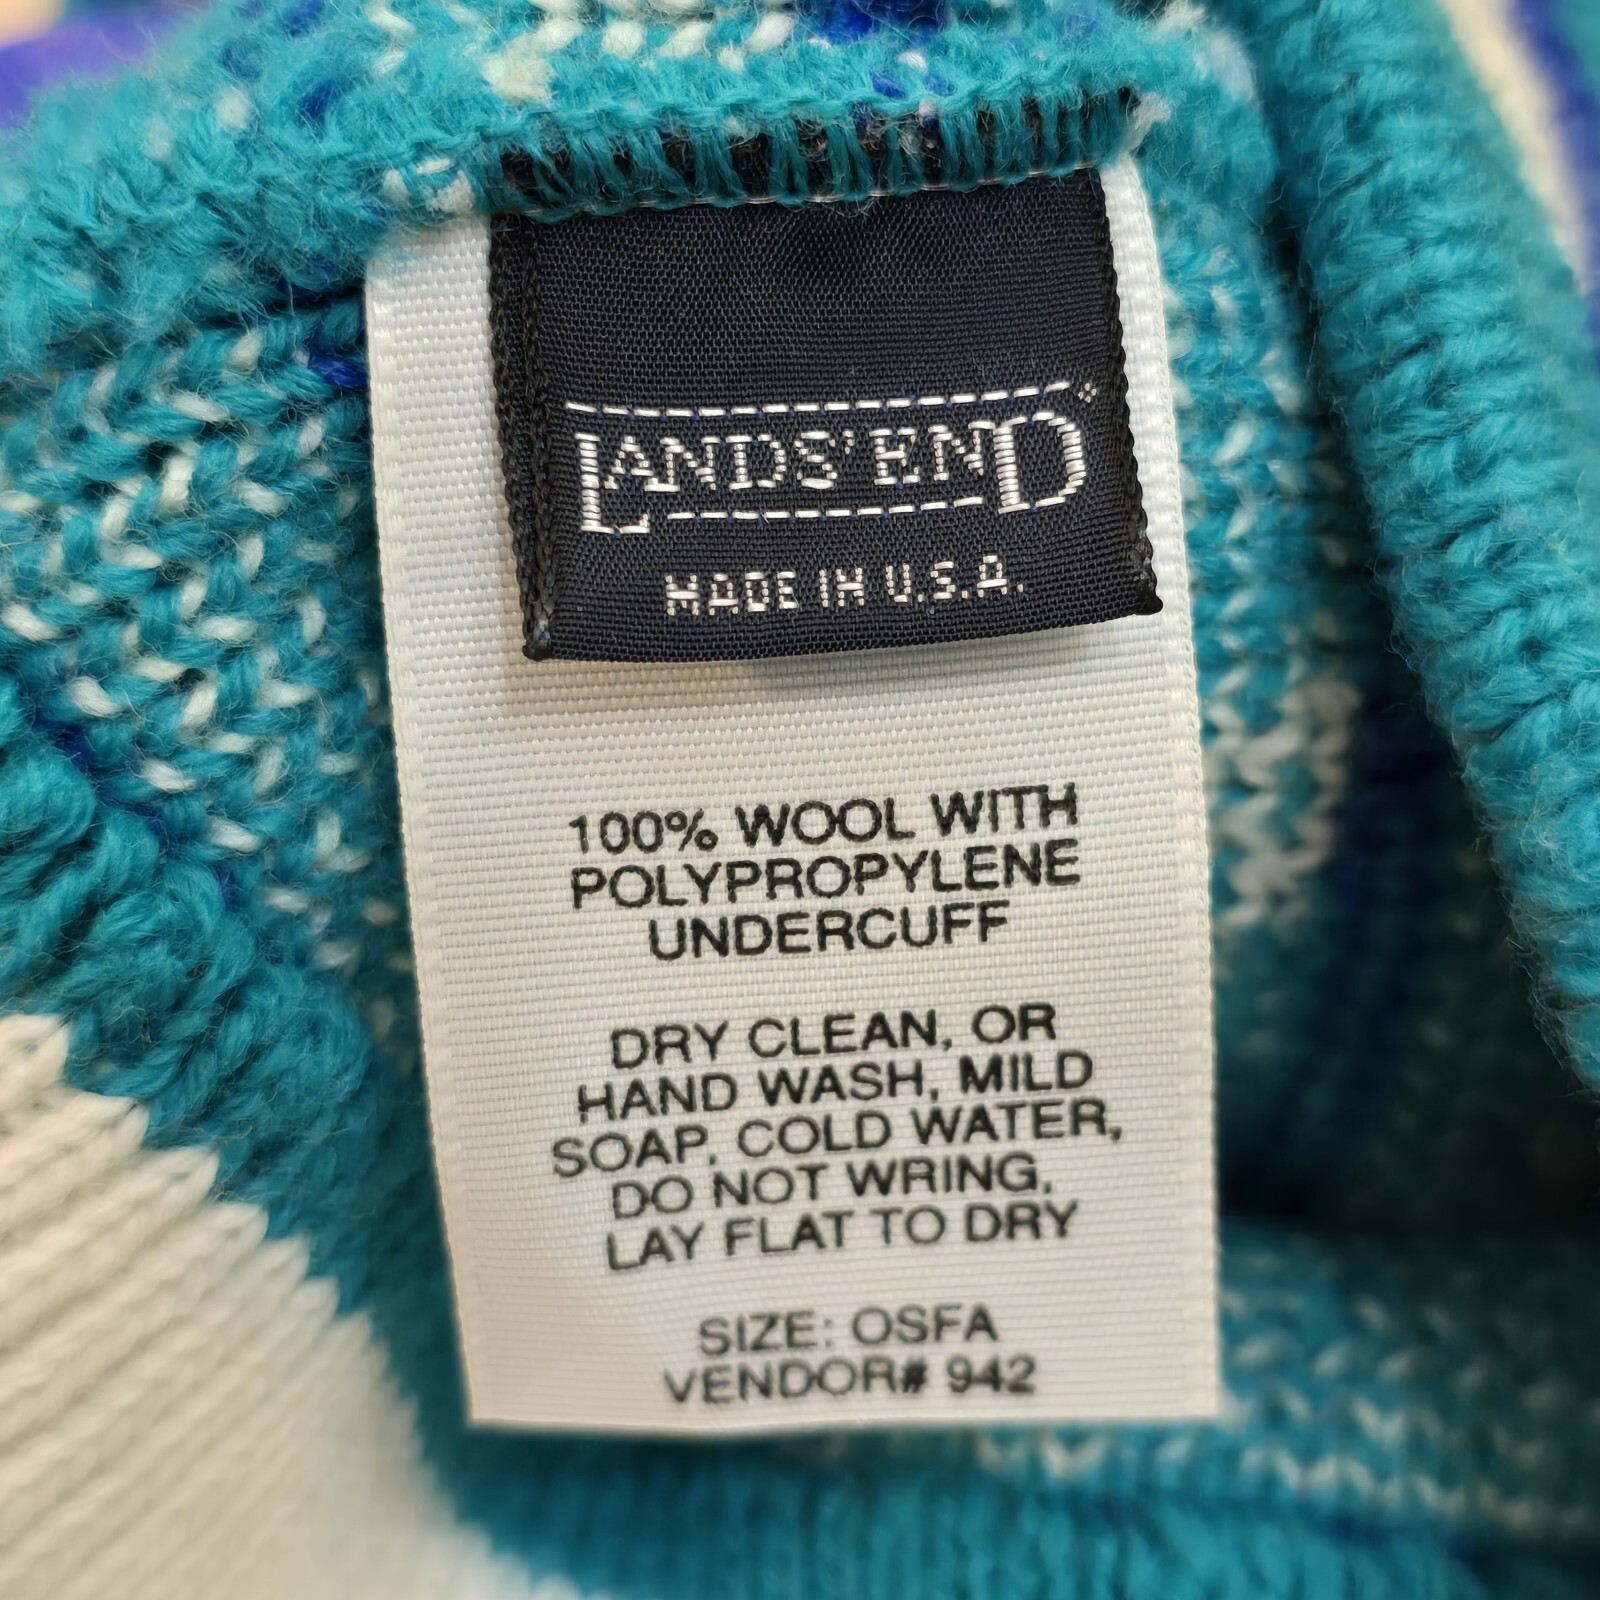 LANDS' END
MADE IN U.S.A.
100% WOOL WITH
POLYPROPYLENE
UNDERCUFF
DRY CLEAN, OR
HAND WASH, MILD
SOAP, COLD WATER,
DO NOT WRING,
LAY FLAT TO DRY
SIZE: OSFA
VENDOR# 942